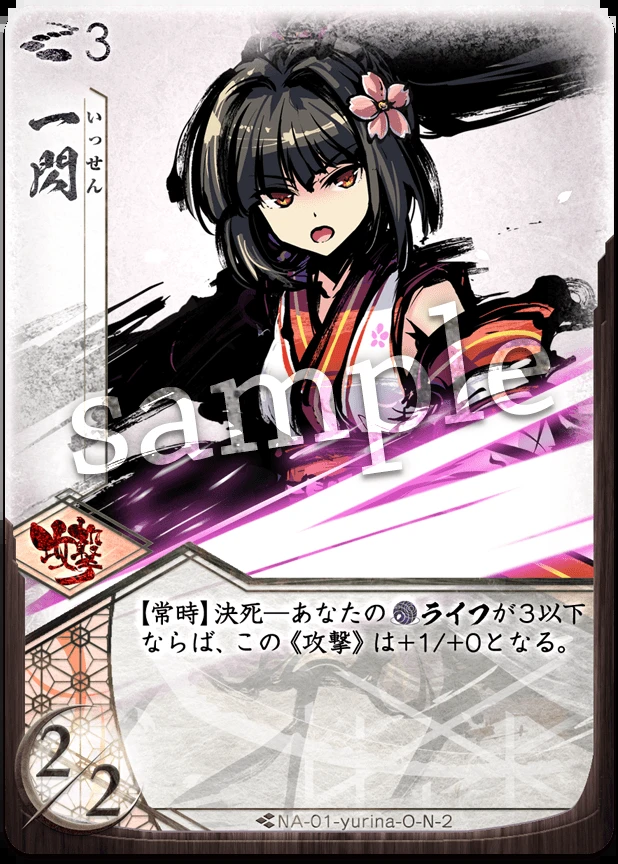 3
一閃
いっせん
sample
攻撃
【常時】決死―あなたのライフが3以下
ならば、この《攻撃》は+1/+0となる。
2/2
NA-01-yurina-O-N-2